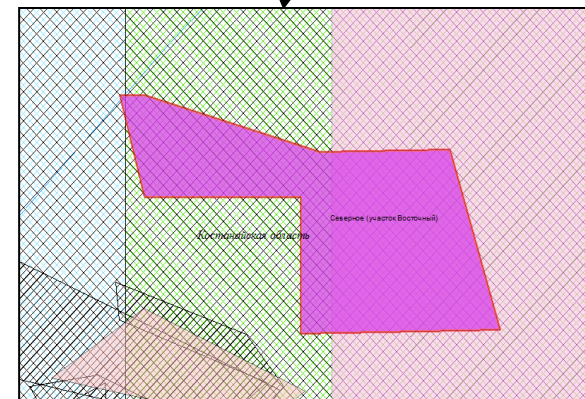 Северное (участок Восточный)
Костанайская область